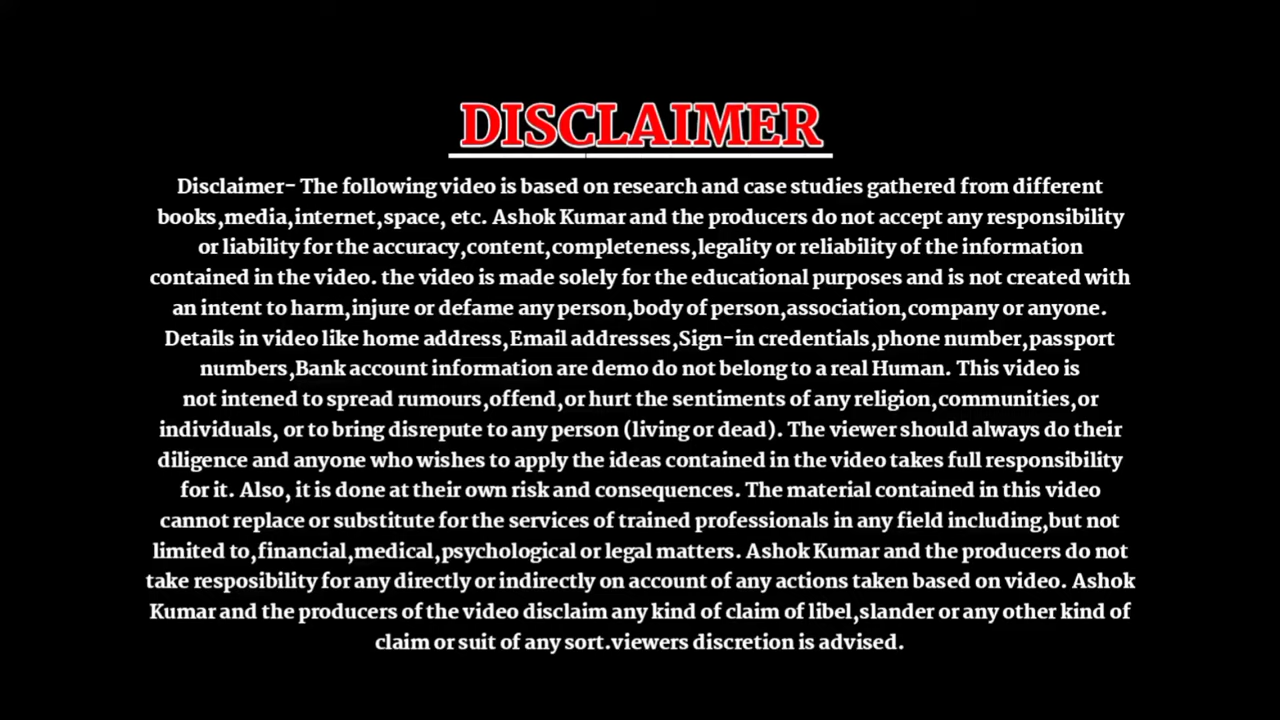 DISCLAIMER
Disclaimer- The following video is based on research and case studies gathered from different
books,media,internet,space, etc. Ashok Kumar and the producers do not accept any responsibility
or liability for the accuracy,content,completeness,legality or reliability of the information
contained in the video. the video is made solely for the educational purposes and is not created with
an intent to harm,injure or defame any person,body of person,association,company or anyone.
Details in video like home address,Email addresses,Sign-in credentials,phone number,passport
numbers,Bank account information are demo do not belong to a real Human. This video is
not intened to spread rumours,offend,or hurt the sentiments of any religion,communities,or
individuals, or to bring disrepute to any person (living or dead). The viewer should always do their
diligence and anyone who wishes to apply the ideas contained in the video takes full responsibility
for it. Also, it is done at their own risk and consequences. The material contained in this video
cannot replace or substitute for the services of trained professionals in any field including,but not
limited to,financial,medical,psychological or legal matters. Ashok Kumar and the producers do not
take resposibility for any directly or indirectly on account of any actions taken based on video. Ashok
Kumar and the producers of the video disclaim any kind of claim of libel,slander or any other kind of
claim or suit of any sort.viewers discretion is advised.